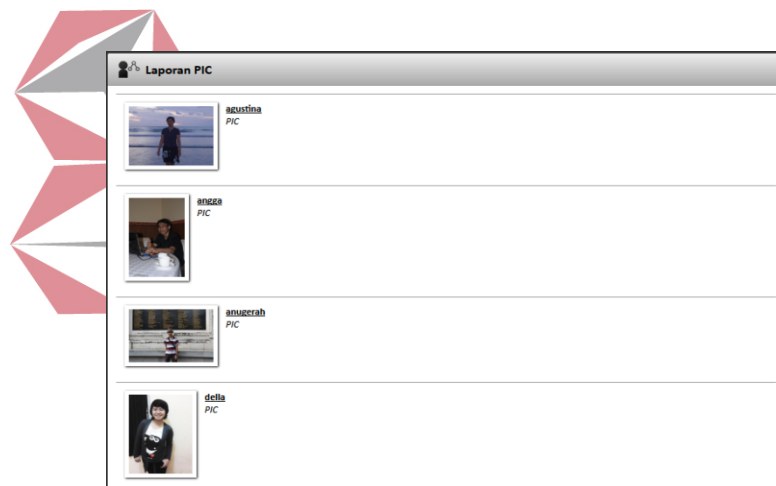 Laporan PIC
agustina
PIC
angga
PIC
anugerah
PIC
della
PIC